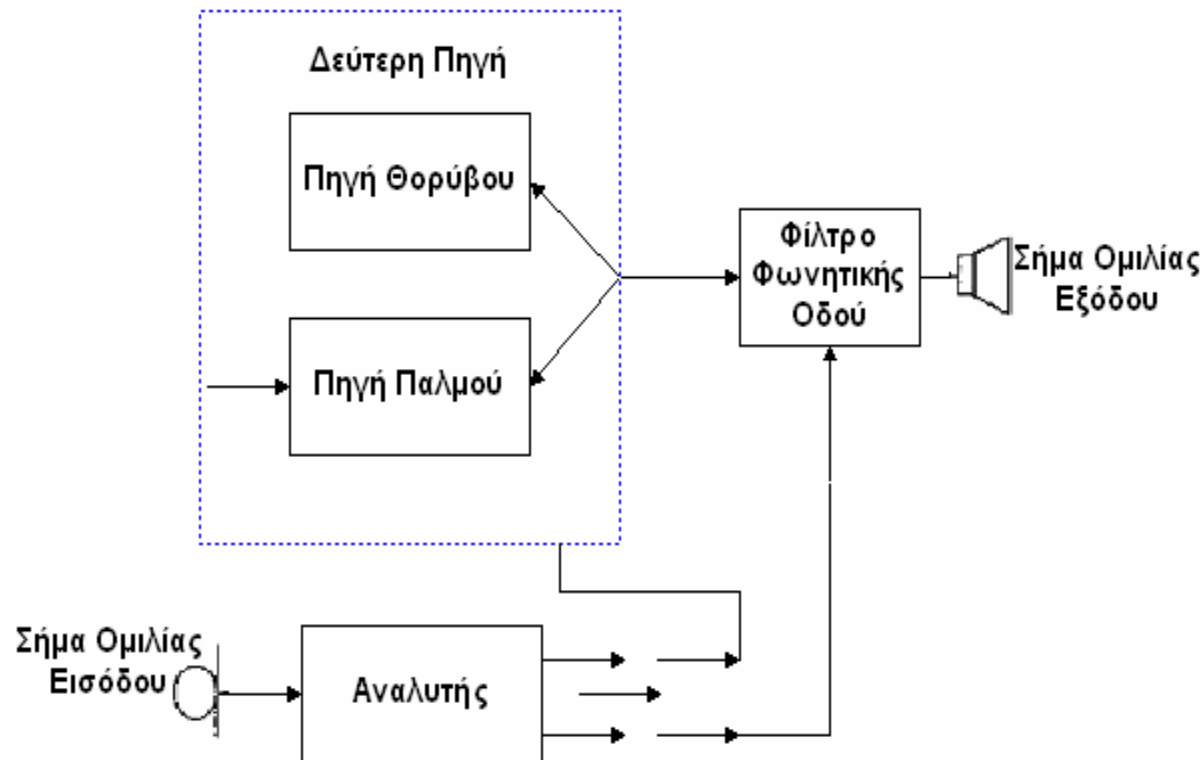 Δεύτερη Πηγή
Πηγή Θορύβου
Πηγή Παλμού
Φίλτρο
Φωνητικής
Οδού
Σήμα Ομιλίας
Εξόδου
Σήμα Ομιλίας
Εισόδου
Αναλυτής